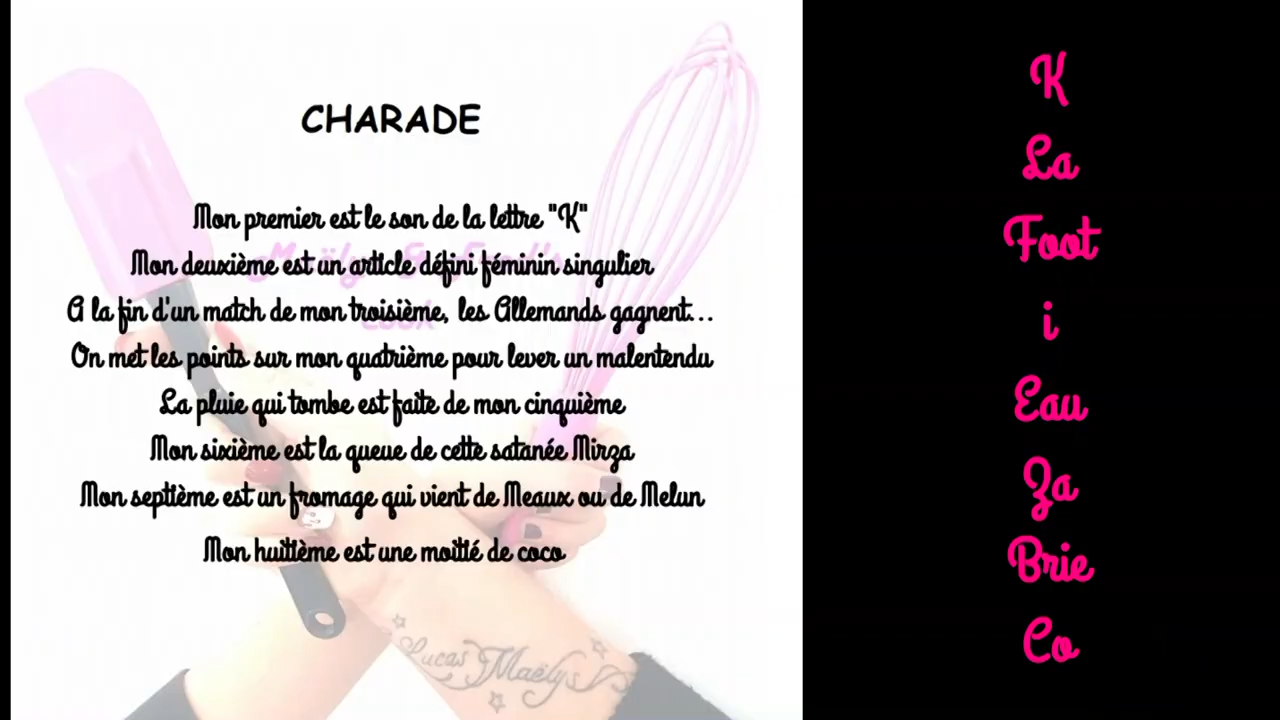 CHARADE
Mon premier est le son de la lettre "K"
Mon deuxième est un article défini féminin singulier
A la fin d'un match de mon troisième, les Allemands gagnent...
On met les points sur mon quatrième pour lever un malentendu
La pluie qui tombe est faite de mon cinquième
Mon sixième est la queue de cette satanée Mirza
Mon septième est un fromage qui vient de Meaux ou de Melun
Mon huitième est une moitié de coco
Lucas Maëlys
K
La
Foot
i
Eau
Za
Brie
Co